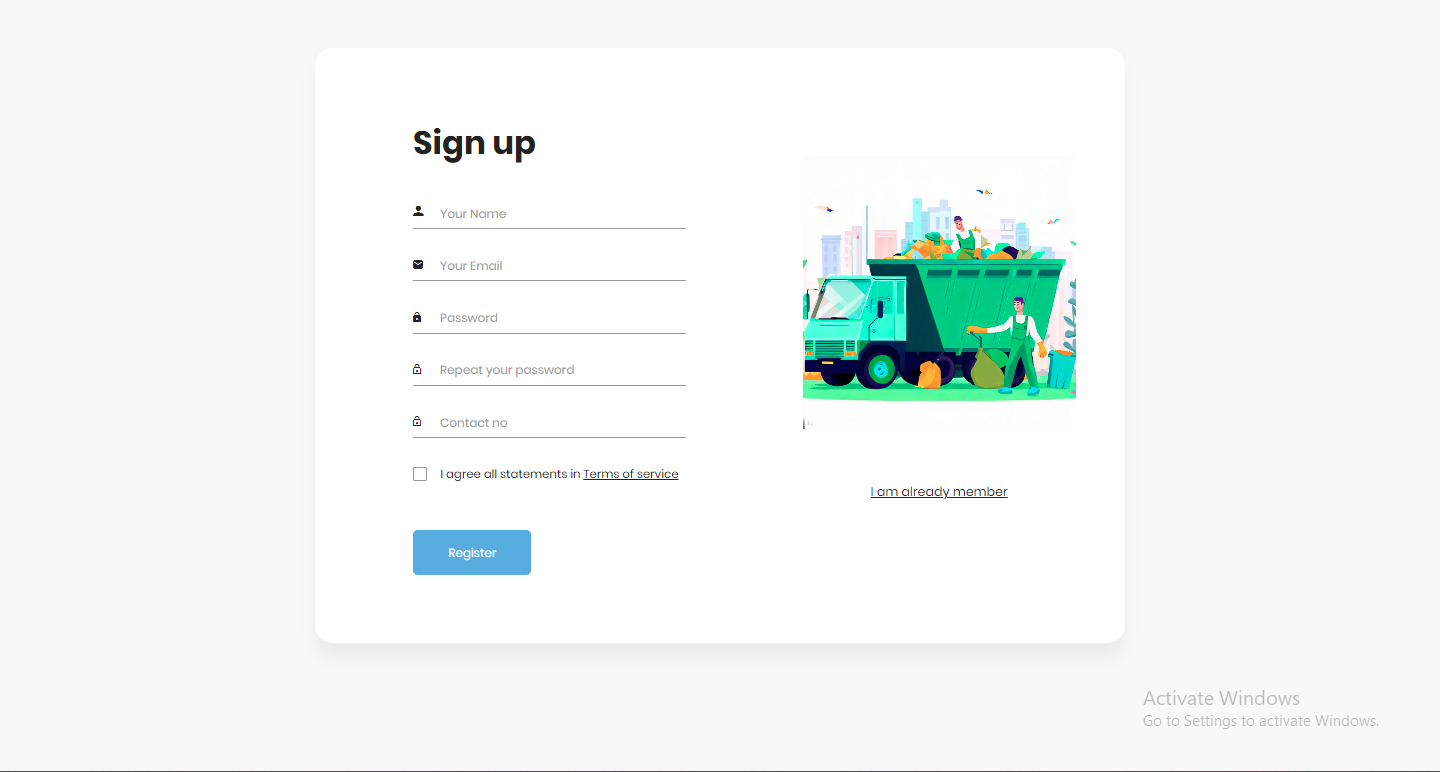 Sign up
Your Name
Your Email
Password
Repeat your password
Contact no
I agree all statements in Terms of service
I am already member
Register
Activate Windows
Go to Settings to activate Windows.